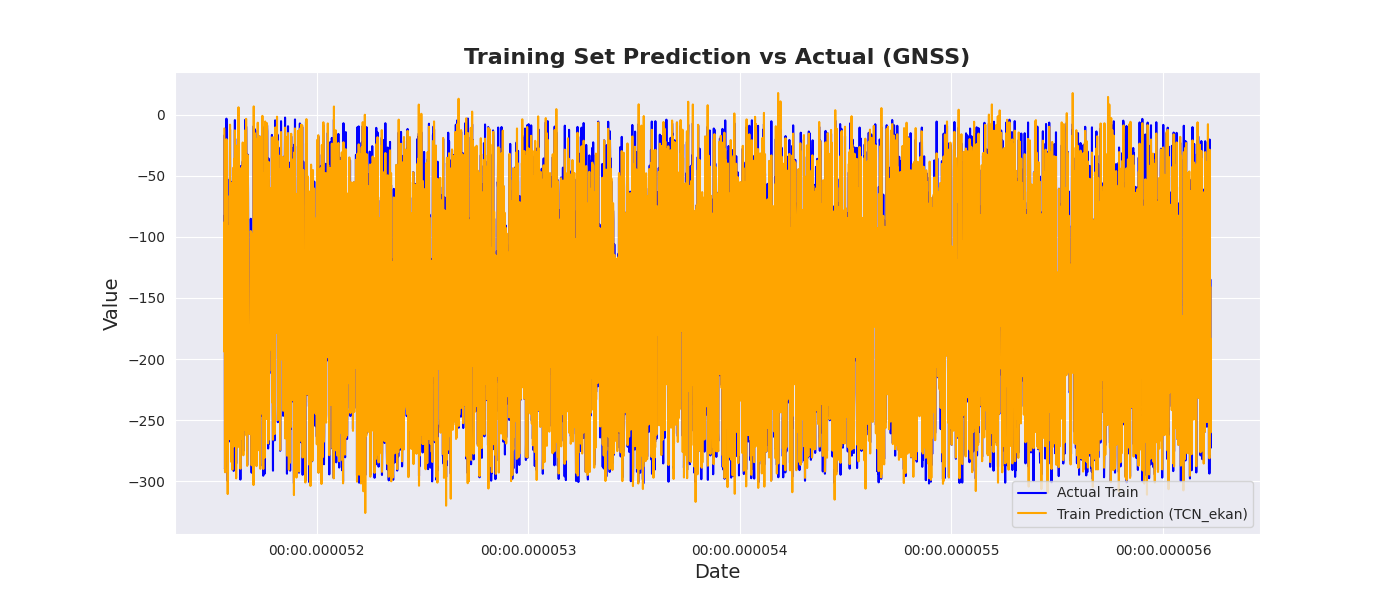 Training Set Prediction vs Actual (GNSS)
Value
0
−50
−100
−150
−200
−250
−300
Actual Train
Train Prediction (TCN_ekan)
00:00.000052
00:00.000053
00:00.000054
00:00.000055
00:00.000056
Date